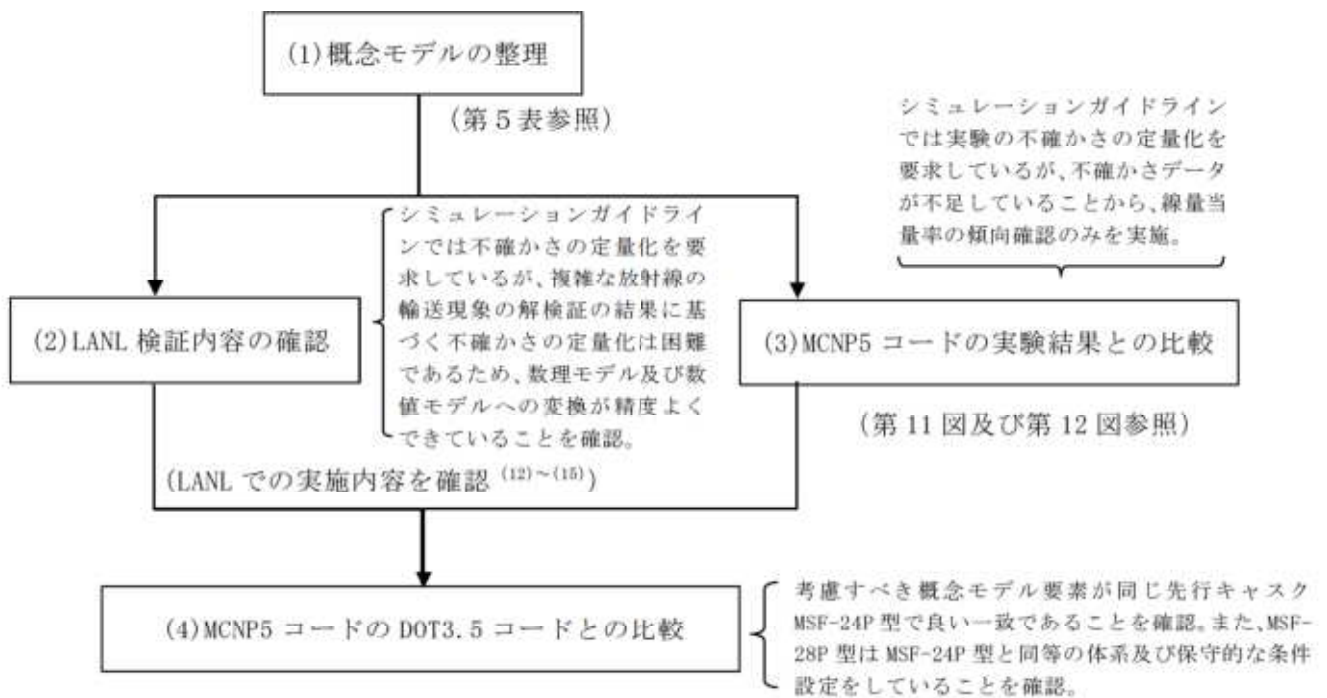 (1)概念モデルの整理
(第5表参照)
シミュレーションガイドライン
では実験の不確かさの定量化を
要求しているが、不確かさデータ
が不足していることから、線量当
量率の傾向確認のみを実施。
シミュレーションガイドライ
ンでは不確かさの定量化を要
求しているが、複雑な放射線の
輸送現象の解検証の結果に基
づく不確かさの定量化は困難
であるため、数理モデル及び数
値モデルへの変換が精度よく
できていることを確認。
(2)LANL 検証内容の確認
(3)MCNP5 コードの実験結果との比較
(第 11 図及び第 12 図参照)
(LANL での実施内容を確認 (12)~(15))
(4)MCNP5 コードの DOT3.5 コードとの比較
考慮すべき概念モデル要素が同じ先行キャスク
MSF-24P 型で良い一致であることを確認。また、MSF-
28P 型は MSF-24P 型と同等の体系及び保守的な条件
設定をしていることを確認。